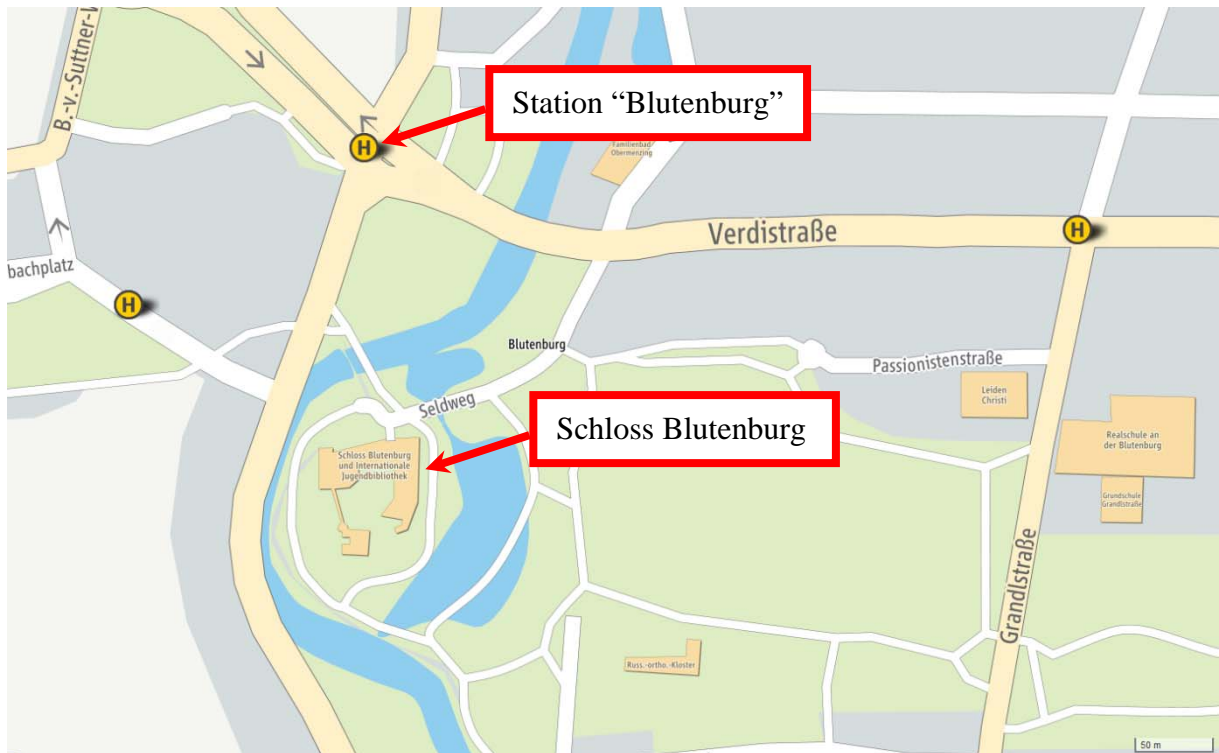 B.-v.-Suttner-W
H
Station “Blutenburg”
Familienbad
Obermenzing
Verdistraße
H
bachplatz
H
Blutenburg
Passionistenstraße
Leiden
Christi
Seldweg
Schloss Blutenburg
Realschule an
der Blutenburg
Schloss Blutenburg
und Internationale
Jugendbibliothek
Grundschule
Grandlstraße
Grandlstraße
Russ.-ortho.-Kloster
50 m